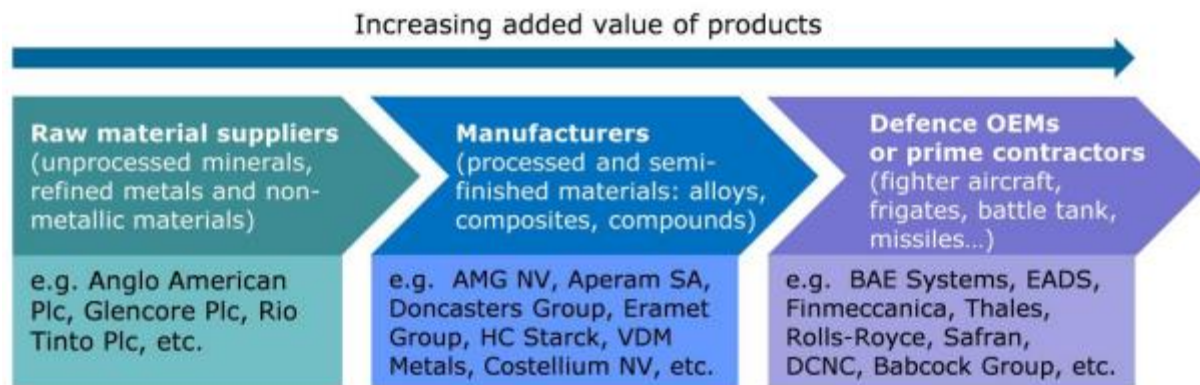 Increasing added value of products
Raw material suppliers
(unprocessed minerals,
refined metals and non-
metallic materials)
e.g. Anglo American
Plc, Glencore Plc, Rio
Tinto Plc, etc.
Manufacturers
(processed and semi-
finished materials: alloys,
composites, compounds)
e.g. AMG NV, Aperam SA,
Doncasters Group, Eramet
Group, HC Starck, VDM
Metals, Costellium NV, etc.
Defence OEMs
or prime contractors
(fighter aircraft,
frigates, battle tank,
missiles...)
e.g. BAE Systems, EADS,
Finmeccanica, Thales,
Rolls-Royce, Safran,
DCNC, Babcock Group, etc.